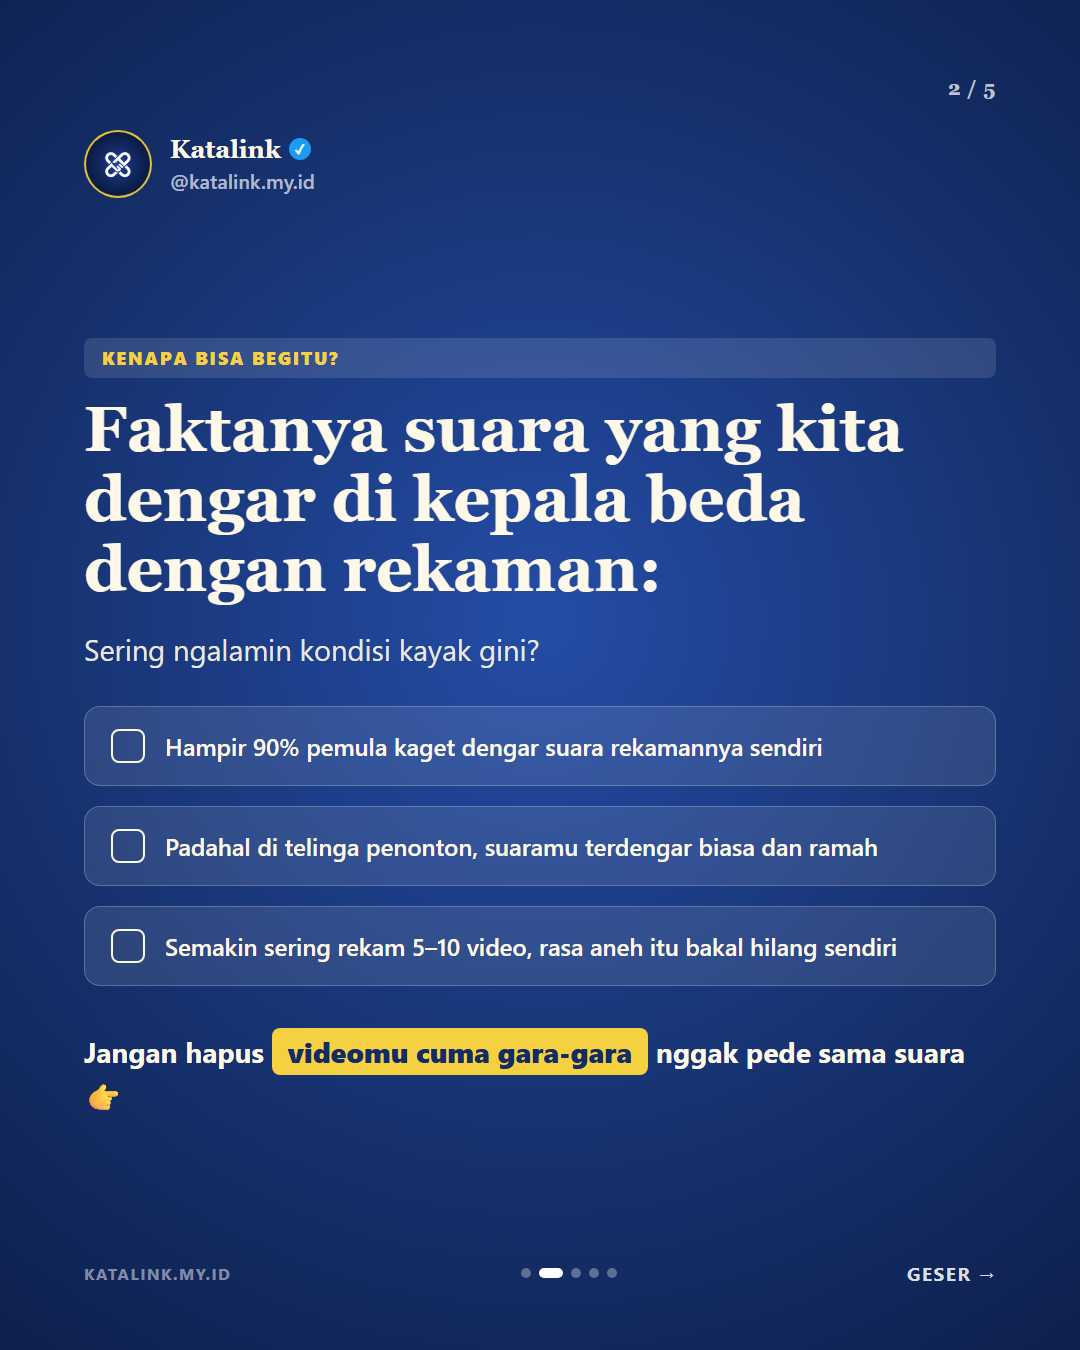 2 / 5
Katalink
@katalink.my.id
KENAPA BISA BEGITU?
Faktanya suara yang kita
dengar di kepala beda
dengan rekaman:
Sering ngalamin kondisi kayak gini?
Hampir 90% pemula kaget dengar suara rekamannya sendiri
Padahal di telinga penonton, suaramu terdengar biasa dan ramah
Semakin sering rekam 5–10 video, rasa aneh itu bakal hilang sendiri
Jangan hapus videomu cuma gara-gara nggak pede sama suara
👉
KATALINK.MY.ID
GESER →